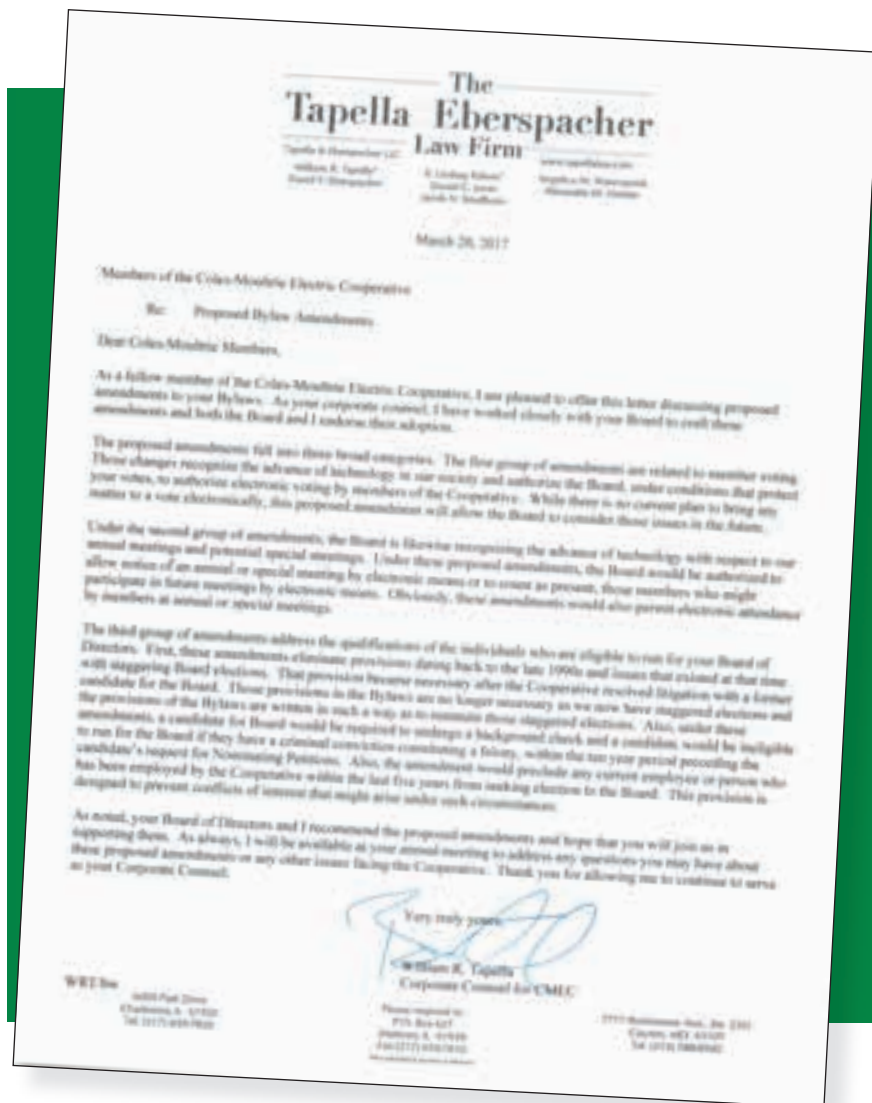 The
Tapella Eberspacher
Law Firm
Tapella & Eberspacher LLC
William R. Tapella
David V. Eberspacher
March 20, 2017
Members of the Coles-Moultrie Electric Cooperative
Re: Proposed Bylaw Amendments
Dear Coles-Moultrie Members,
As a fellow member of the Coles-Moultrie Electric Cooperative, I am pleased to offer this letter discussing proposed
amendments to your Bylaws. As your corporate counsel, I have worked closely with your Board to craft these
amendments and both the Board and I endorse their adoption.
The proposed amendments fall into three broad categories. The first group of amendments are related to member voting.
These changes recognize the advance of technology in our society and authorize the Board, under conditions that protect
your votes, to authorize electronic voting by members of the Cooperative. While there is no current plan to bring any
matter to a vote electronically, this proposed amendment will allow the Board to consider those issues in the future.
Under the second group of amendments, the Board is likewise recognizing the advance of technology with respect to our
annual meetings and potential special meetings. Under these proposed amendments, the Board would be authorized to
allow notice of an annual or special meeting by electronic means or to count as present, those members who might
participate in future meetings by electronic means. Obviously, these amendments would also permit electronic attendance
by members at annual or special meetings.
The third group of amendments address the qualifications of the individuals who are eligible to run for your Board of
Directors. First, these amendments eliminate provisions dating back to the late 1990s and issues that existed at that time
with staggering Board elections. That provision became necessary after the Cooperative resolved litigation with a former
candidate for the Board. Those provisions in the Bylaws are no longer necessary as we now have staggered elections and
the provisions of the Bylaws are written in such a way as to maintain those staggered elections. Also, under these
amendments, a candidate for Board would be required to undergo a background check and a candidate would be ineligible
to run for the Board if they have a criminal conviction constituting a felony, within the ten year period preceding the
candidate's request for Nominating Petitions. Also, the amendment would preclude any current employee or person who
has been employed by the Cooperative within the last five years from seeking election to the Board. This provision is
designed to prevent conflicts of interest that might arise under such circumstances.
As noted, your Board of Directors and I recommend the proposed amendments and hope that you will join us in
supporting them. As always, I will be available at your annual meeting to address any questions you may have about
these proposed amendments or any other issues facing the Cooperative. Thank you for allowing me to continue to serve
as your Corporate Counsel.
Very truly yours,
William R. Tapella
Corporate Counsel for CMEC
Please respond to: